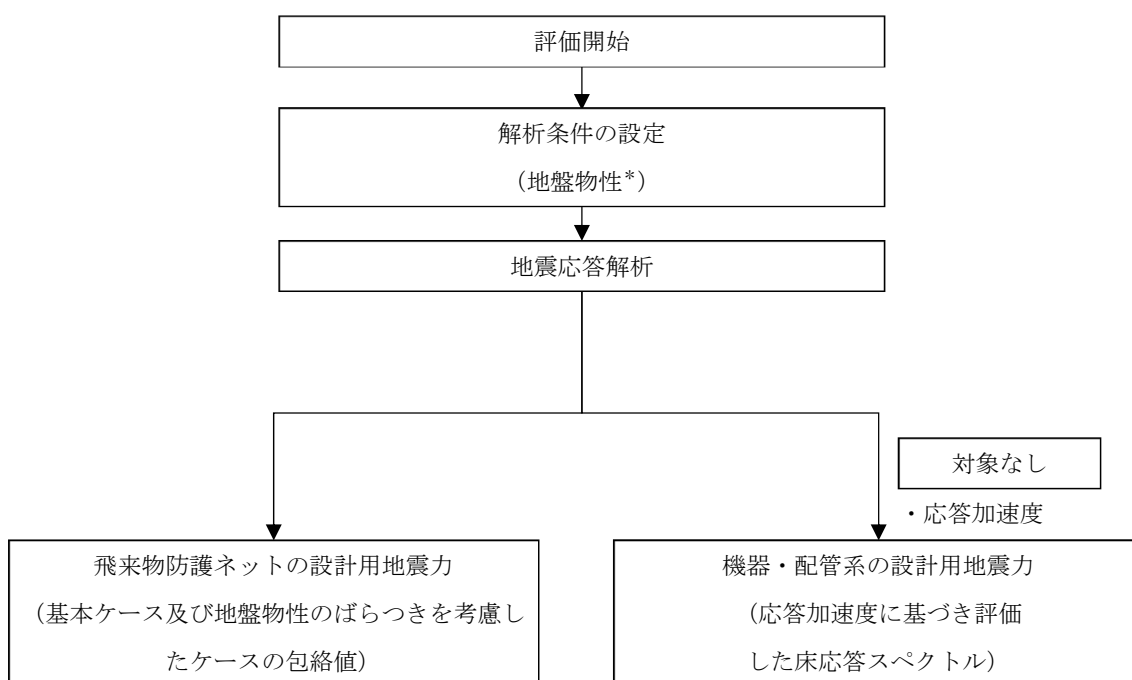 評価開始
解析条件の設定
（地盤物性*）
地震応答解析
対象なし
・応答加速度
飛来物防護ネットの設計用地震力
（基本ケース及び地盤物性のばらつきを考慮し
たケースの包絡値）
機器・配管系の設計用地震力
（応答加速度に基づき評価
した床応答スペクトル）